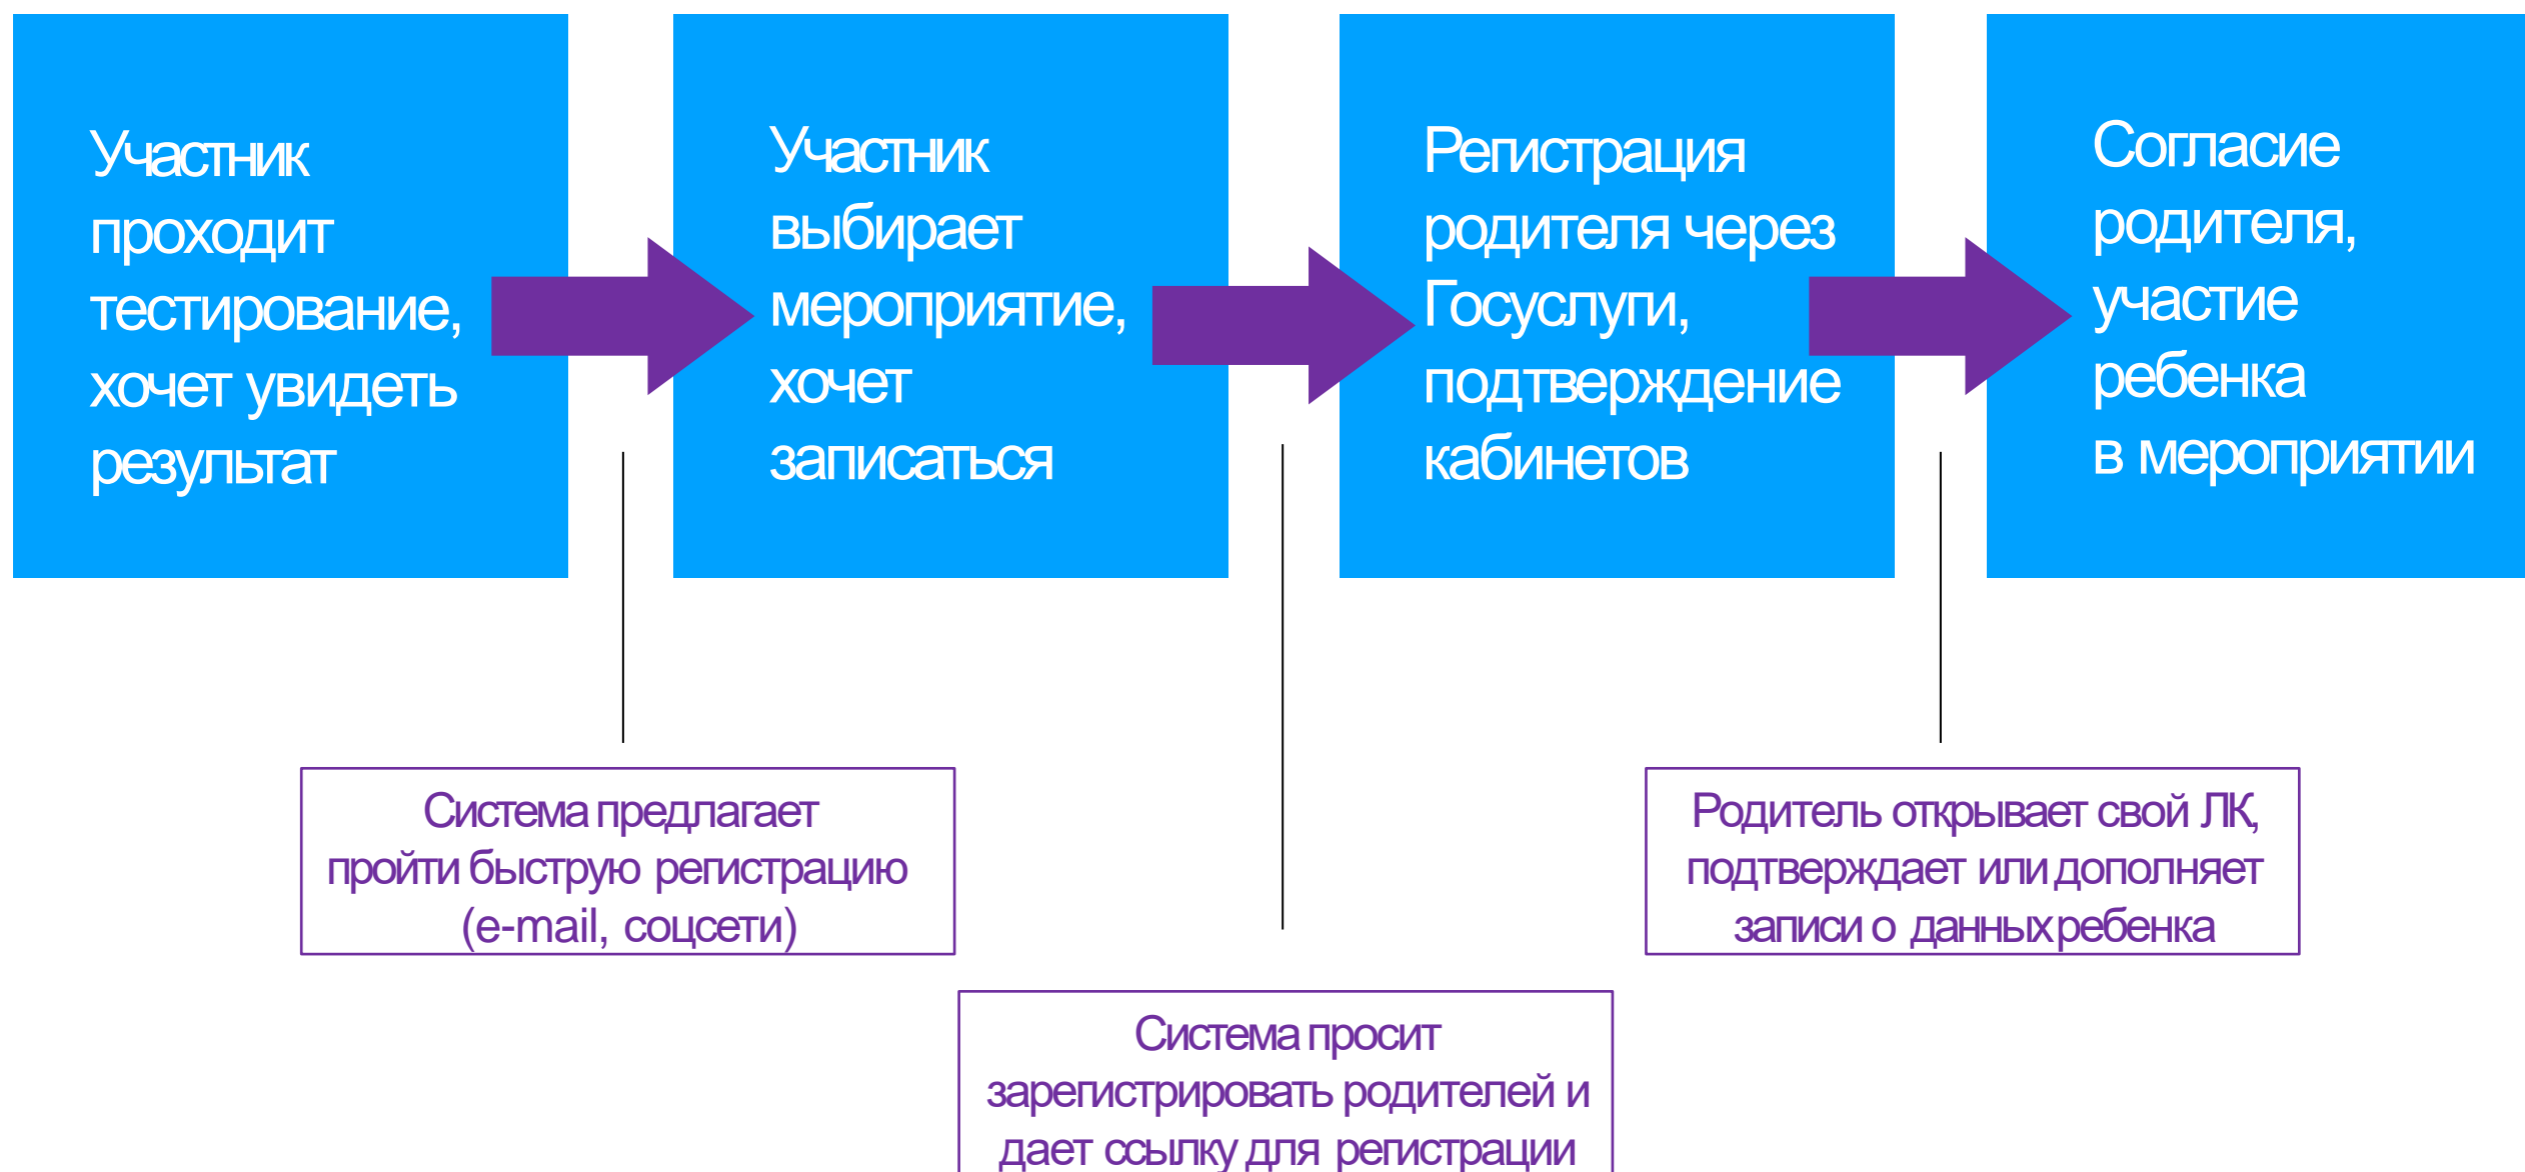 Участник
проходит
тестирование,
хочет увидеть
результат
Участник
выбирает
мероприятие,
хочет
записаться
Регистрация
родителя через
Госуслуги,
подтверждение
кабинетов
Согласие
родителя,
участие
ребенка
в мероприятии
Система предлагает
пройти быструю регистрацию
(e-mail, соцсети)
Система просит
зарегистрировать родителей и
дает ссылку для регистрации
Родитель открывает свой ЛК,
подтверждает или дополняет
записи о данных ребенка